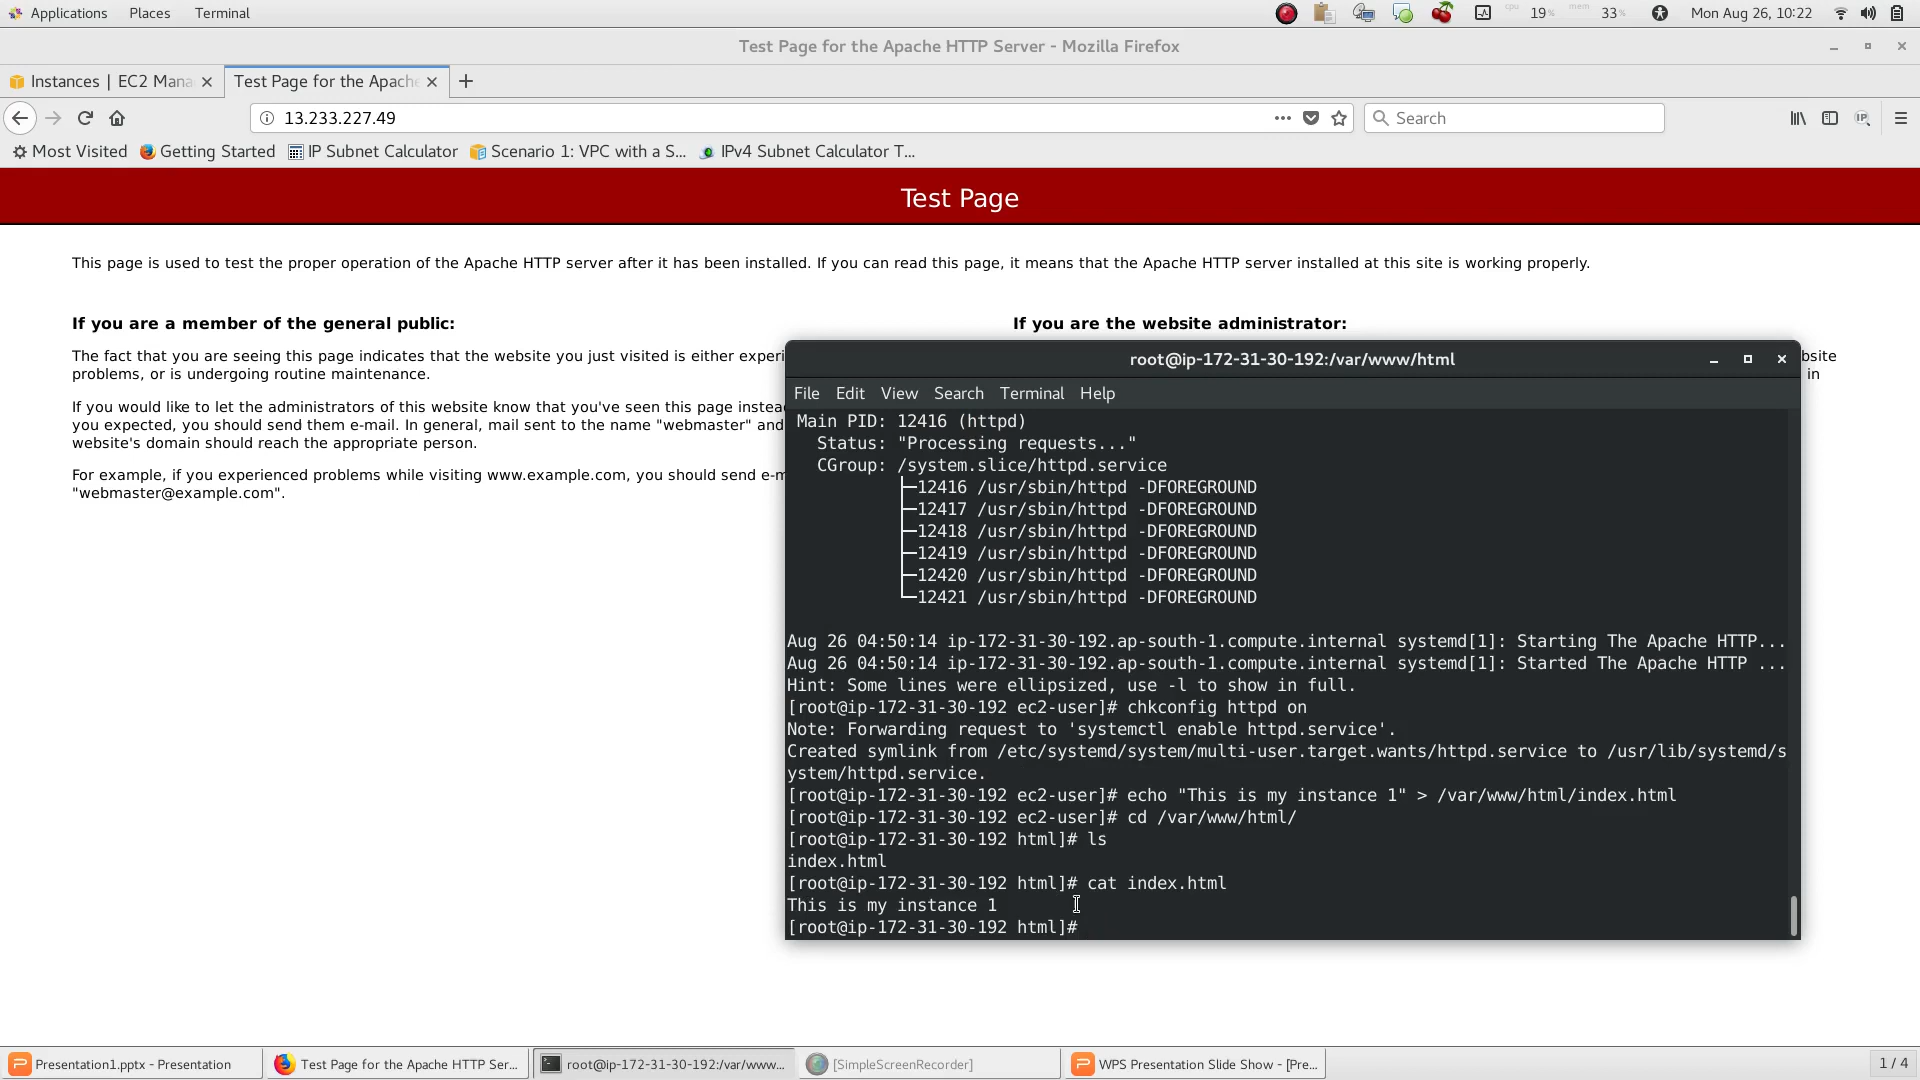 Applications Places Terminal
cpu 19% mem 33% Mon Aug 26, 10:22
Test Page for the Apache HTTP Server - Mozilla Firefox
Instances | EC2 Mana
Test Page for the Apache
13.233.227.49
Search
Most Visited Getting Started IP Subnet Calculator Scenario 1: VPC with a S... IPv4 Subnet Calculator T...
Test Page
This page is used to test the proper operation of the Apache HTTP server after it has been installed. If you can read this page, it means that the Apache HTTP server installed at this site is working properly.
If you are a member of the general public:
The fact that you are seeing this page indicates that the website you just visited is either experi
problems, or is undergoing routine maintenance.
If you would like to let the administrators of this website know that you've seen this page instea
you expected, you should send them e-mail. In general, mail sent to the name "webmaster" and
website's domain should reach the appropriate person.
For example, if you experienced problems while visiting www.example.com, you should send e-m
"webmaster@example.com".
If you are the website administrator:
bsite
in
root@ip-172-31-30-192:/var/www/html
File Edit View Search Terminal Help
Main PID: 12416 (httpd)
Status: "Processing requests..."
CGroup: /system.slice/httpd.service
├─12416 /usr/sbin/httpd -DFOREGROUND
├─12417 /usr/sbin/httpd -DFOREGROUND
├─12418 /usr/sbin/httpd -DFOREGROUND
├─12419 /usr/sbin/httpd -DFOREGROUND
├─12420 /usr/sbin/httpd -DFOREGROUND
└─12421 /usr/sbin/httpd -DFOREGROUND
Aug 26 04:50:14 ip-172-31-30-192.ap-south-1.compute.internal systemd[1]: Starting The Apache HTTP...
Aug 26 04:50:14 ip-172-31-30-192.ap-south-1.compute.internal systemd[1]: Started The Apache HTTP ...
Hint: Some lines were ellipsized, use -l to show in full.
[root@ip-172-31-30-192 ec2-user]# chkconfig httpd on
Note: Forwarding request to 'systemctl enable httpd.service'.
Created symlink from /etc/systemd/system/multi-user.target.wants/httpd.service to /usr/lib/systemd/s
ystem/httpd.service.
[root@ip-172-31-30-192 ec2-user]# echo "This is my instance 1" > /var/www/html/index.html
[root@ip-172-31-30-192 ec2-user]# cd /var/www/html/
[root@ip-172-31-30-192 html]# ls
index.html
[root@ip-172-31-30-192 html]# cat index.html
This is my instance 1
[root@ip-172-31-30-192 html]#
Presentation1.pptx - Presentation
Test Page for the Apache HTTP Ser...
root@ip-172-31-30-192:/var/www...
[SimpleScreenRecorder]
WPS Presentation Slide Show - [Pre...
1 / 4